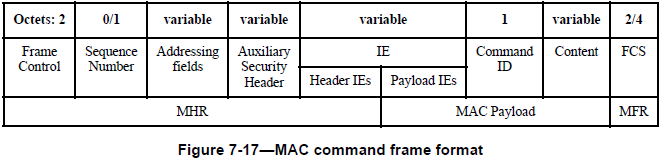 Octets: 2 0/1 variable variable variable 1 variable 2/4
Frame Control Sequence Number Addressing fields Auxiliary Security Header IE Command ID Content FCS
Header IEs Payload IEs
MHR MAC Payload MFR
Figure 7-17—MAC command frame format